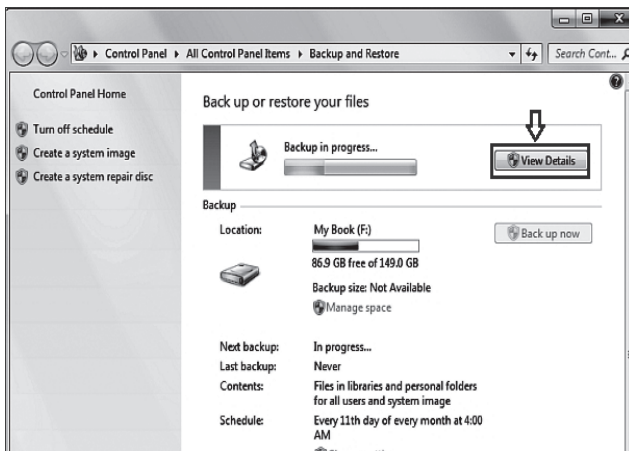 Control Panel ▸ All Control Panel Items ▸ Backup and Restore
Search Cont...
Control Panel Home
Turn off schedule
Create a system image
Create a system repair disc
Back up or restore your files
Backup in progress...
View Details
Backup
Location: My Book (F:)
86.9 GB free of 149.0 GB
Backup size: Not Available
Manage space
Back up now
Next backup: In progress...
Last backup: Never
Contents: Files in libraries and personal folders
for all users and system image
Schedule: Every 11th day of every month at 4:00
AM